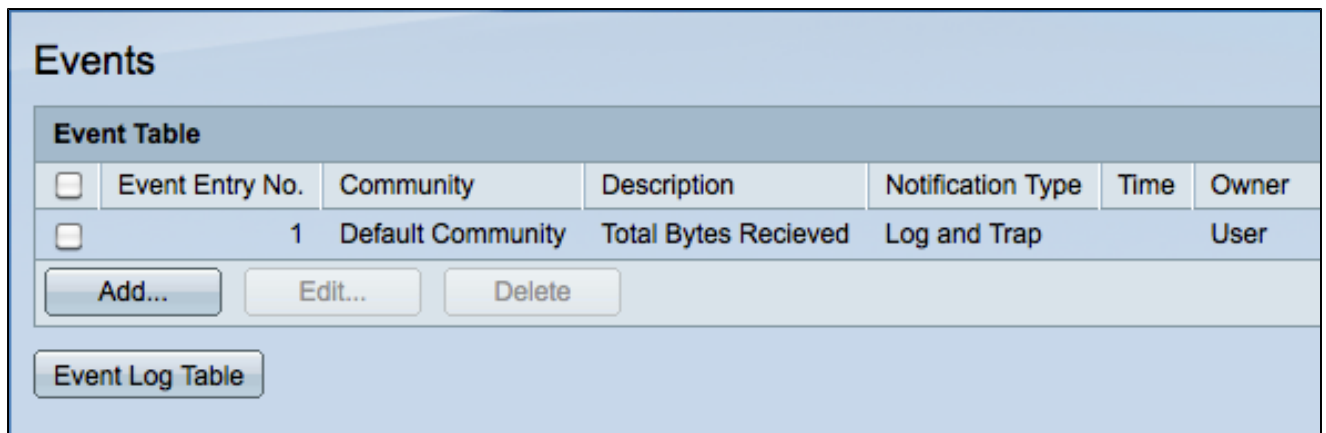 Events
Event Table
Event Entry No. Community Description Notification Type Time Owner
1 Default Community Total Bytes Recieved Log and Trap User
Add... Edit... Delete
Event Log Table